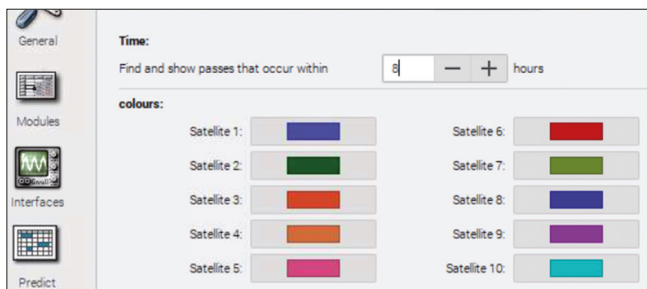 General
Modules
Interfaces
Predict
Time:
Find and show passes that occur within 8 hours
colours:
Satellite 1:
Satellite 2:
Satellite 3:
Satellite 4:
Satellite 5:
Satellite 6:
Satellite 7:
Satellite 8:
Satellite 9:
Satellite 10: